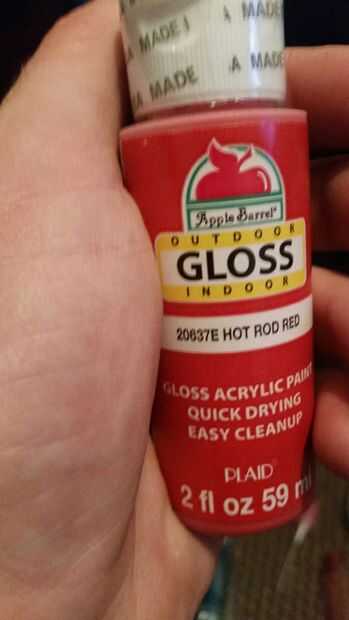 MADE
MADE
.A MADE
MADE
Apple Barrel®
OUTDOOR
GLOSS
INDOOR
20637E HOT ROD RED
GLOSS ACRYLIC PAINT
QUICK DRYING
EASY CLEANUP
PLAID®
2 fl oz 59 ml